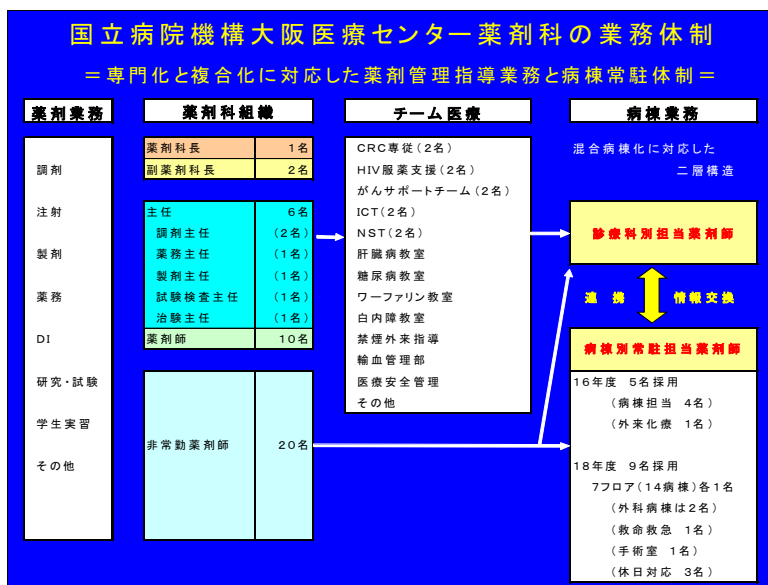 国立病院機構大阪医療センター薬剤科の業務体制
＝専門化と複合化に対応した薬剤管理指導業務と病棟常駐体制＝
薬剤業務
調剤
注射
製剤
薬務
DI
研究・試験
学生実習
その他
薬剤科組織
薬剤科長 1名
副薬剤科長 2名
主任 6名
調剤主任 （2名）
薬務主任 （1名）
製剤主任 （1名）
試験検査主任 （1名）
治験主任 （1名）
薬剤師 10名
非常勤薬剤師 20名
チーム医療
CRC専従（2名）
HIV服薬支援（2名）
がんサポートチーム（2名）
ICT（2名）
NST（2名）
肝臓病教室
糖尿病教室
ワーファリン教室
白内障教室
禁煙外来指導
輸血管理部
医療安全管理
その他
病棟業務
混合病棟化に対応した
二層構造
診療科別担当薬剤師
連携 情報交換
病棟別常駐担当薬剤師
16年度 5名採用
（病棟担当 4名）
（外来化療 1名）
18年度 9名採用
7フロア（14病棟）各1名
（外科病棟は2名）
（救命救急 1名）
（手術室 1名）
（休日対応 3名）